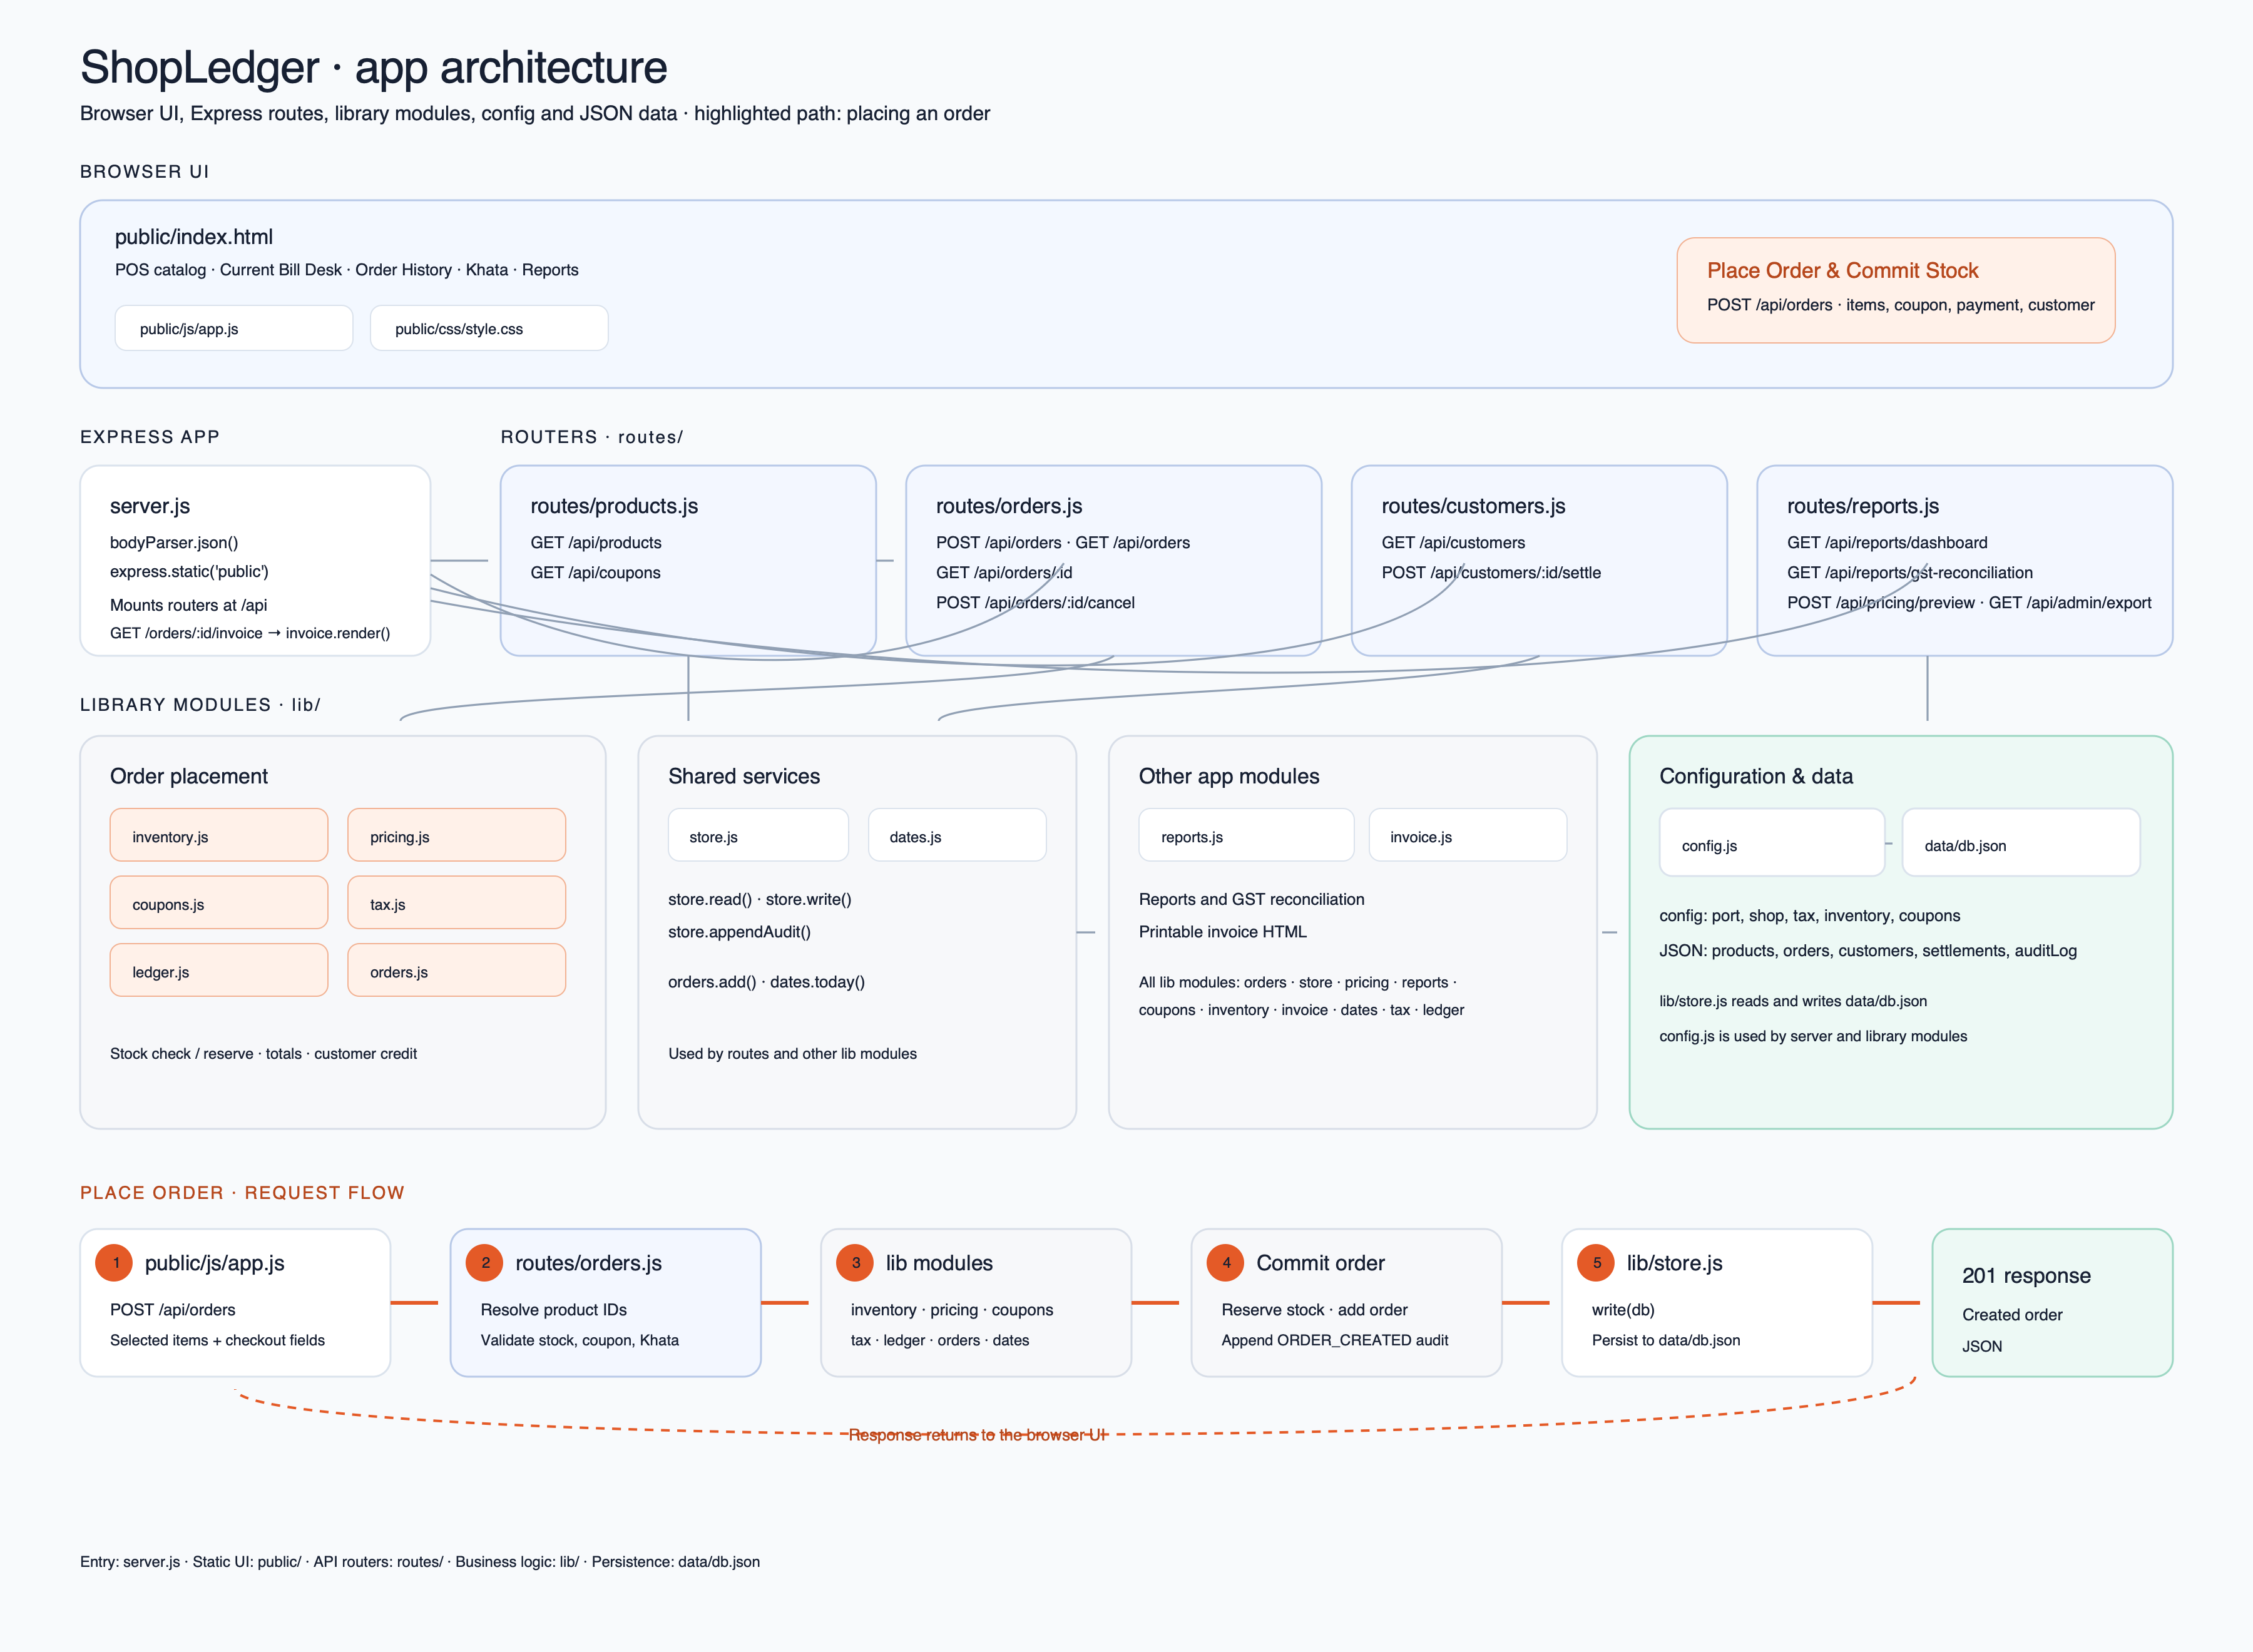 ShopLedger · app architecture
Browser UI, Express routes, library modules, config and JSON data · highlighted path: placing an order
BROWSER UI
public/index.html
POS catalog · Current Bill Desk · Order History · Khata · Reports
public/js/app.js
public/css/style.css
Place Order & Commit Stock
POST /api/orders · items, coupon, payment, customer
EXPRESS APP
server.js
bodyParser.json()
express.static('public')
Mounts routers at /api
GET /orders/:id/invoice → invoice.render()
ROUTERS · routes/
routes/products.js
GET /api/products
GET /api/coupons
routes/orders.js
POST /api/orders · GET /api/orders
GET /api/orders/:id
POST /api/orders/:id/cancel
routes/customers.js
GET /api/customers
POST /api/customers/:id/settle
routes/reports.js
GET /api/reports/dashboard
GET /api/reports/gst-reconciliation
POST /api/pricing/preview · GET /api/admin/export
LIBRARY MODULES · lib/
Order placement
inventory.js
pricing.js
coupons.js
tax.js
ledger.js
orders.js
Stock check / reserve · totals · customer credit
Shared services
store.js
dates.js
store.read() · store.write()
store.appendAudit()
orders.add() · dates.today()
Used by routes and other lib modules
Other app modules
reports.js
invoice.js
Reports and GST reconciliation
Printable invoice HTML
All lib modules: orders · store · pricing · reports ·
coupons · inventory · invoice · dates · tax · ledger
Configuration & data
config.js
data/db.json
config: port, shop, tax, inventory, coupons
JSON: products, orders, customers, settlements, auditLog
lib/store.js reads and writes data/db.json
config.js is used by server and library modules
PLACE ORDER · REQUEST FLOW
1 public/js/app.js
POST /api/orders
Selected items + checkout fields
2 routes/orders.js
Resolve product IDs
Validate stock, coupon, Khata
3 lib modules
inventory · pricing · coupons
tax · ledger · orders · dates
4 Commit order
Reserve stock · add order
Append ORDER_CREATED audit
5 lib/store.js
write(db)
Persist to data/db.json
201 response
Created order
JSON
Response returns to the browser UI
Entry: server.js · Static UI: public/ · API routers: routes/ · Business logic: lib/ · Persistence: data/db.json